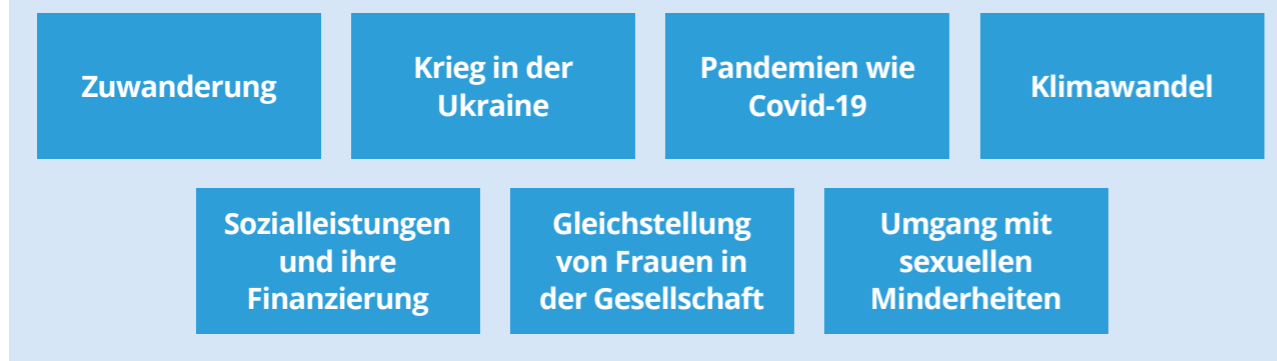 Zuwanderung
Krieg in der
Ukraine
Pandemien wie
Covid-19
Klimawandel
Sozialleistungen
und ihre
Finanzierung
Gleichstellung
von Frauen in
der Gesellschaft
Umgang mit
sexuellen
Minderheiten